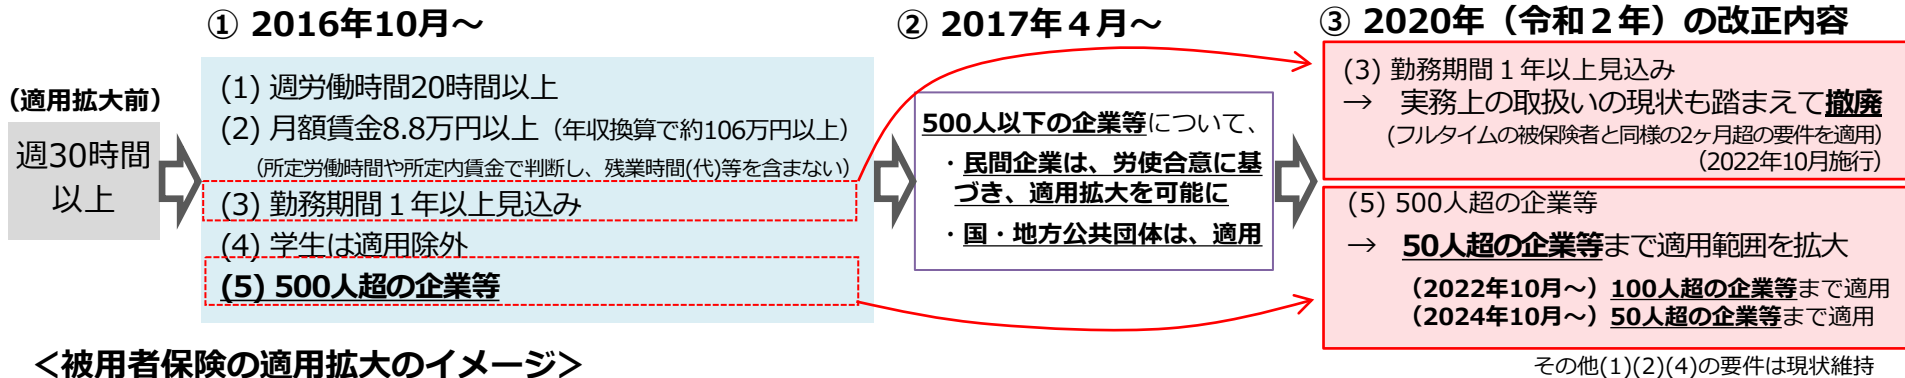 ① 2016年10月～
② 2017年４月～
③ 2020年（令和２年）の改正内容
（適用拡大前）
週30時間
以上
(1) 週労働時間20時間以上
(2) 月額賃金8.8万円以上（年収換算で約106万円以上）
（所定労働時間や所定内賃金で判断し、残業時間(代)等を含まない）
(3) 勤務期間１年以上見込み
(4) 学生は適用除外
(5) 500人超の企業等
500人以下の企業等について、
・民間企業は、労使合意に基
づき、適用拡大を可能に
・国・地方公共団体は、適用
(3) 勤務期間１年以上見込み
→ 実務上の取扱いの現状も踏まえて撤廃
(フルタイムの被保険者と同様の2ヶ月超の要件を適用)
（2022年10月施行）
(5) 500人超の企業等
→ 50人超の企業等まで適用範囲を拡大
（2022年10月～）100人超の企業等まで適用
（2024年10月～）50人超の企業等まで適用
＜被用者保険の適用拡大のイメージ＞
その他(1)(2)(4)の要件は現状維持